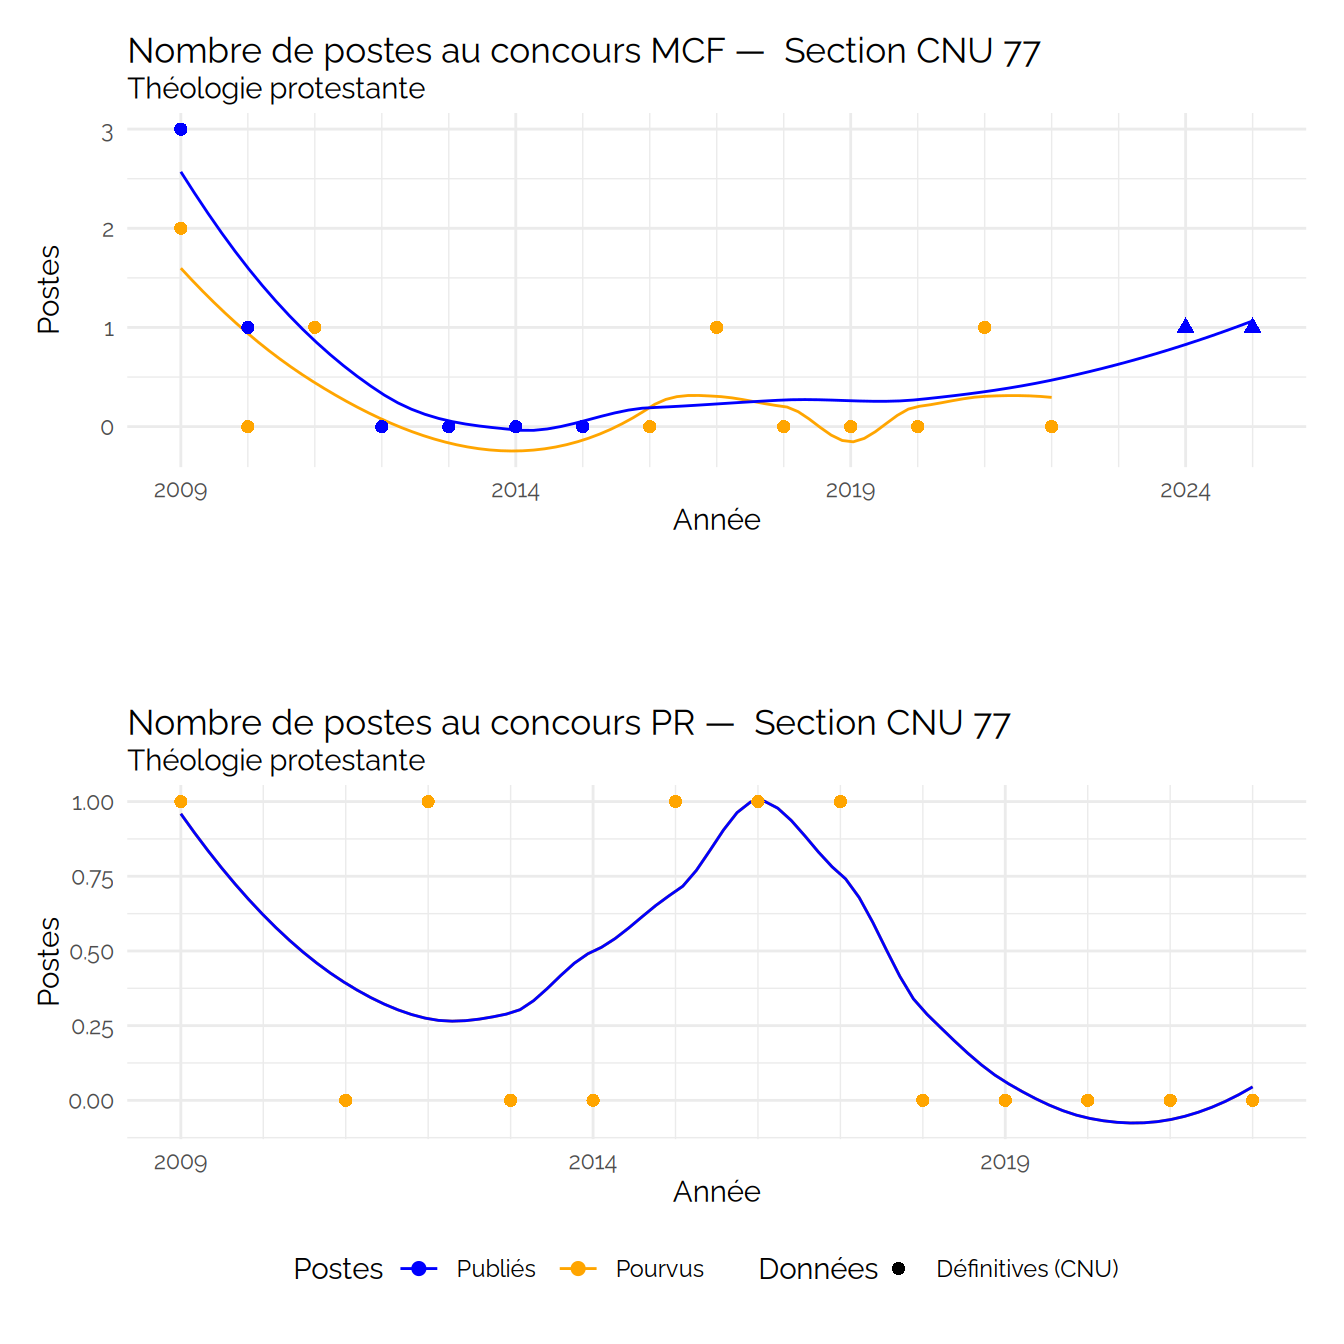 Nombre de postes au concours MCF — Section CNU 77
Théologie protestante
3
2
1
0
Postes
2009 2014 2019 2024
Année
Nombre de postes au concours PR — Section CNU 77
Théologie protestante
1.00
0.75
0.50
0.25
0.00
Postes
2009 2014 2019
Année
Postes Publiés Pourvus Données Définitives (CNU)